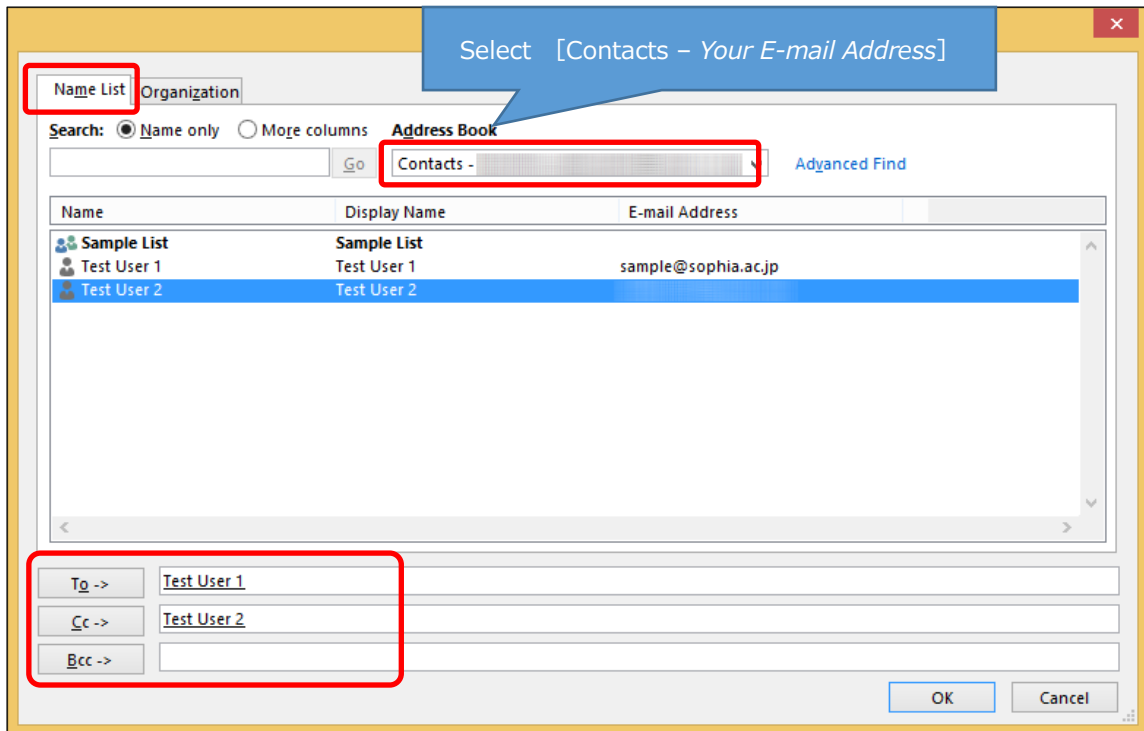 Select [Contacts – Your E-mail Address]
Name List Organization
Search: Name only More columns Address Book
Go Contacts - Advanced Find
Name Display Name E-mail Address
Sample List Sample List
Test User 1 Test User 1 sample@sophia.ac.jp
Test User 2 Test User 2
To -> Test User 1
Cc -> Test User 2
Bcc ->
OK Cancel